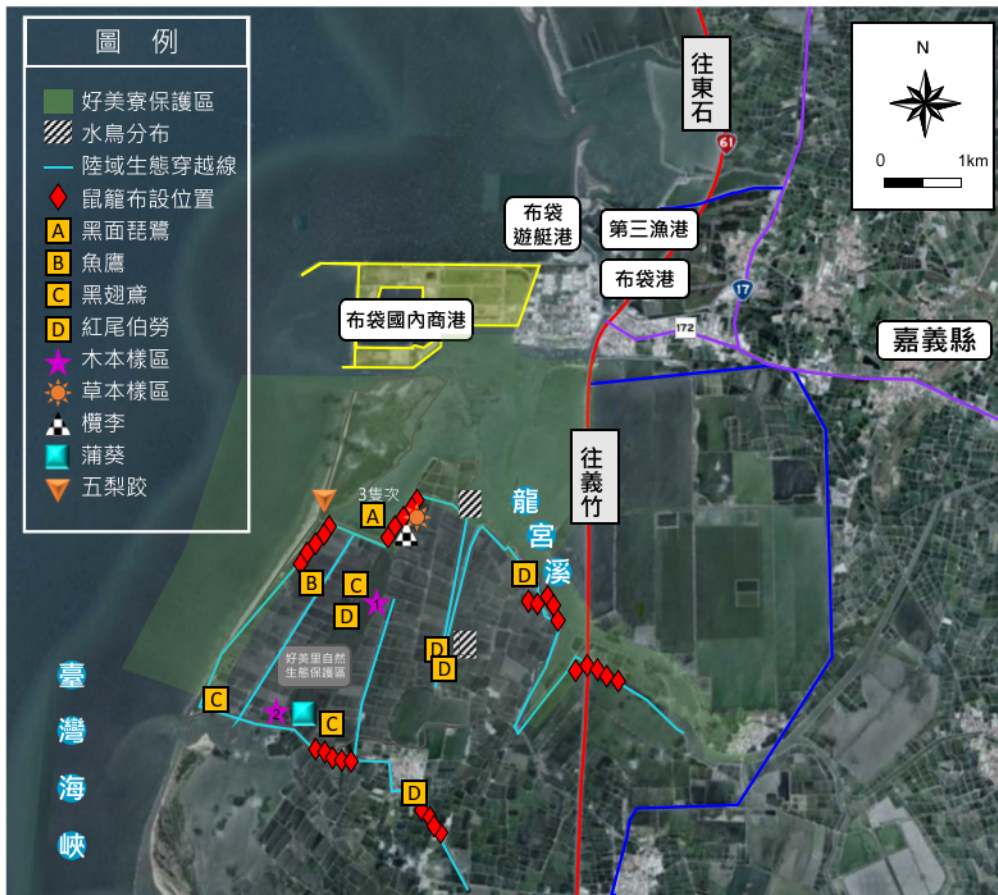 圖 例
好美寮保護區
水鳥分布
陸域生態穿越線
鼠籠布設位置
A 黑面琵鷺
B 魚鷹
C 黑翅鳶
D 紅尾伯勞
木本樣區
草本樣區
欖李
蒲葵
五梨跤
往東石
61
N
0 1km
布袋
遊艇港
第三漁港
布袋港
17
布袋國內商港
172
嘉義縣
往義竹
3隻次
A
龍宮溪
B
C
D
D
1
D
D
好美里自然
生態保護區
C
2
C
D
臺灣海峽